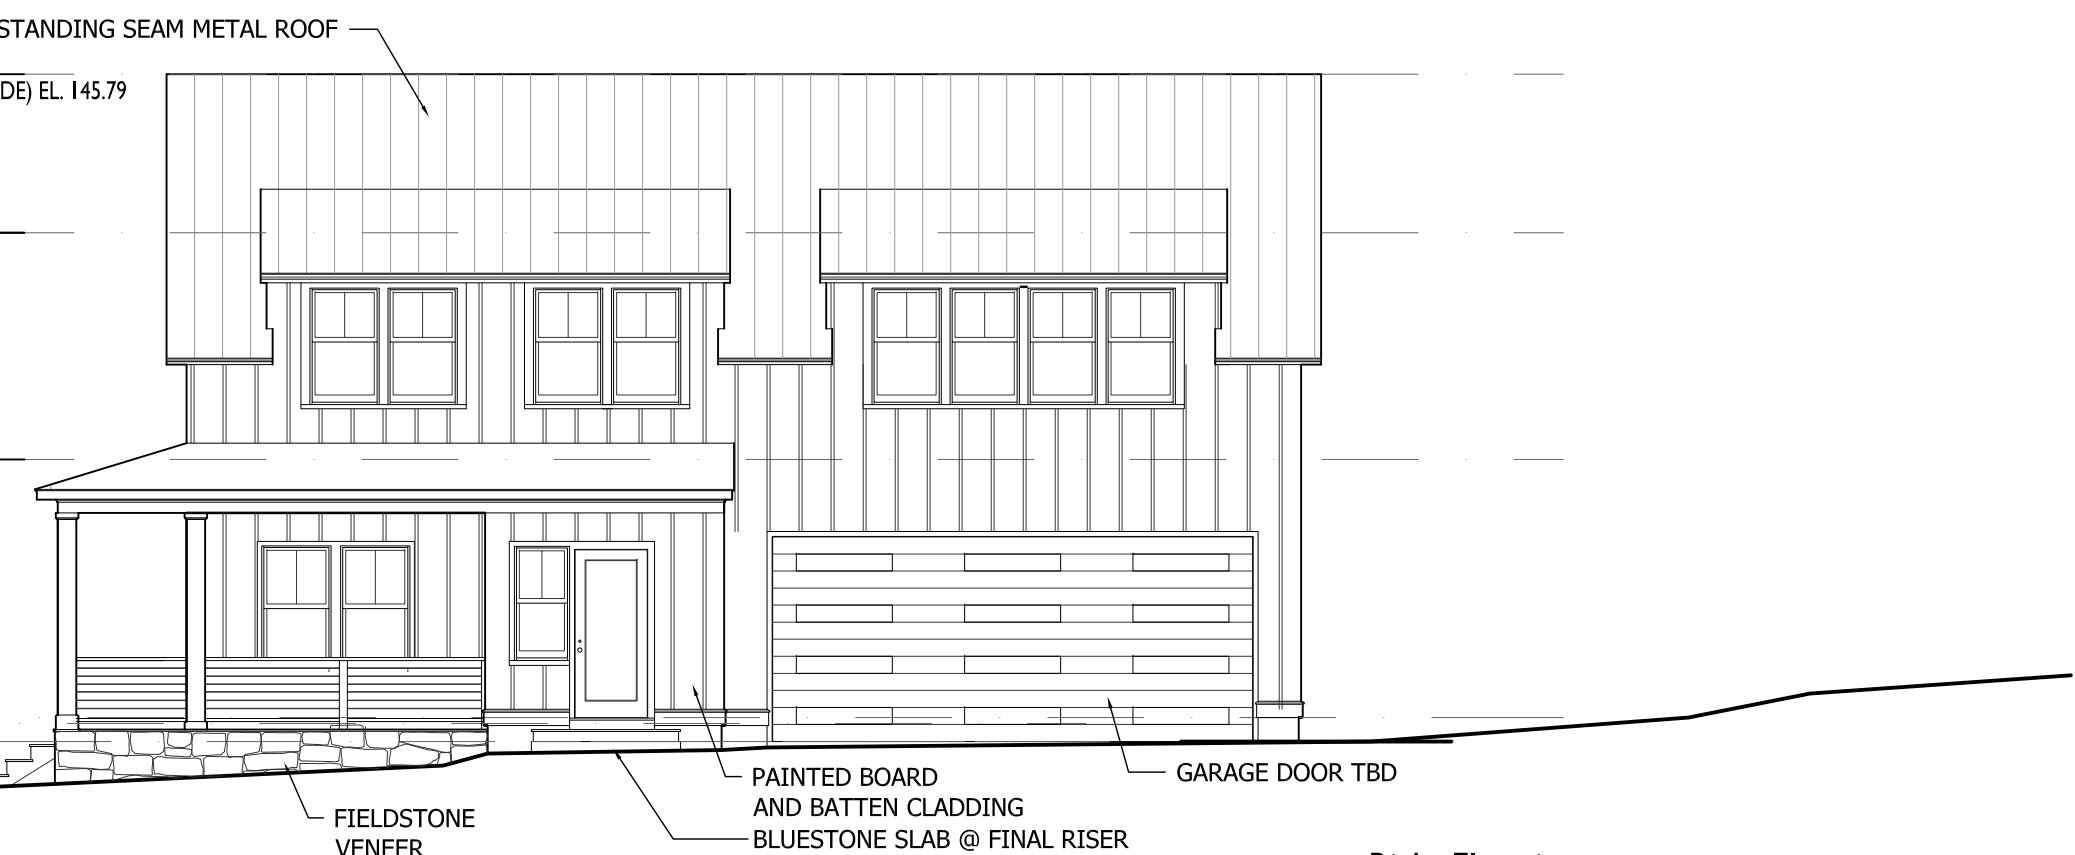 STANDING SEAM METAL ROOF
DE) EL. 145.79
PAINTED BOARD
AND BATTEN CLADDING
GARAGE DOOR TBD
FIELDSTONE
VENEER
BLUESTONE SLAB @ FINAL RISER